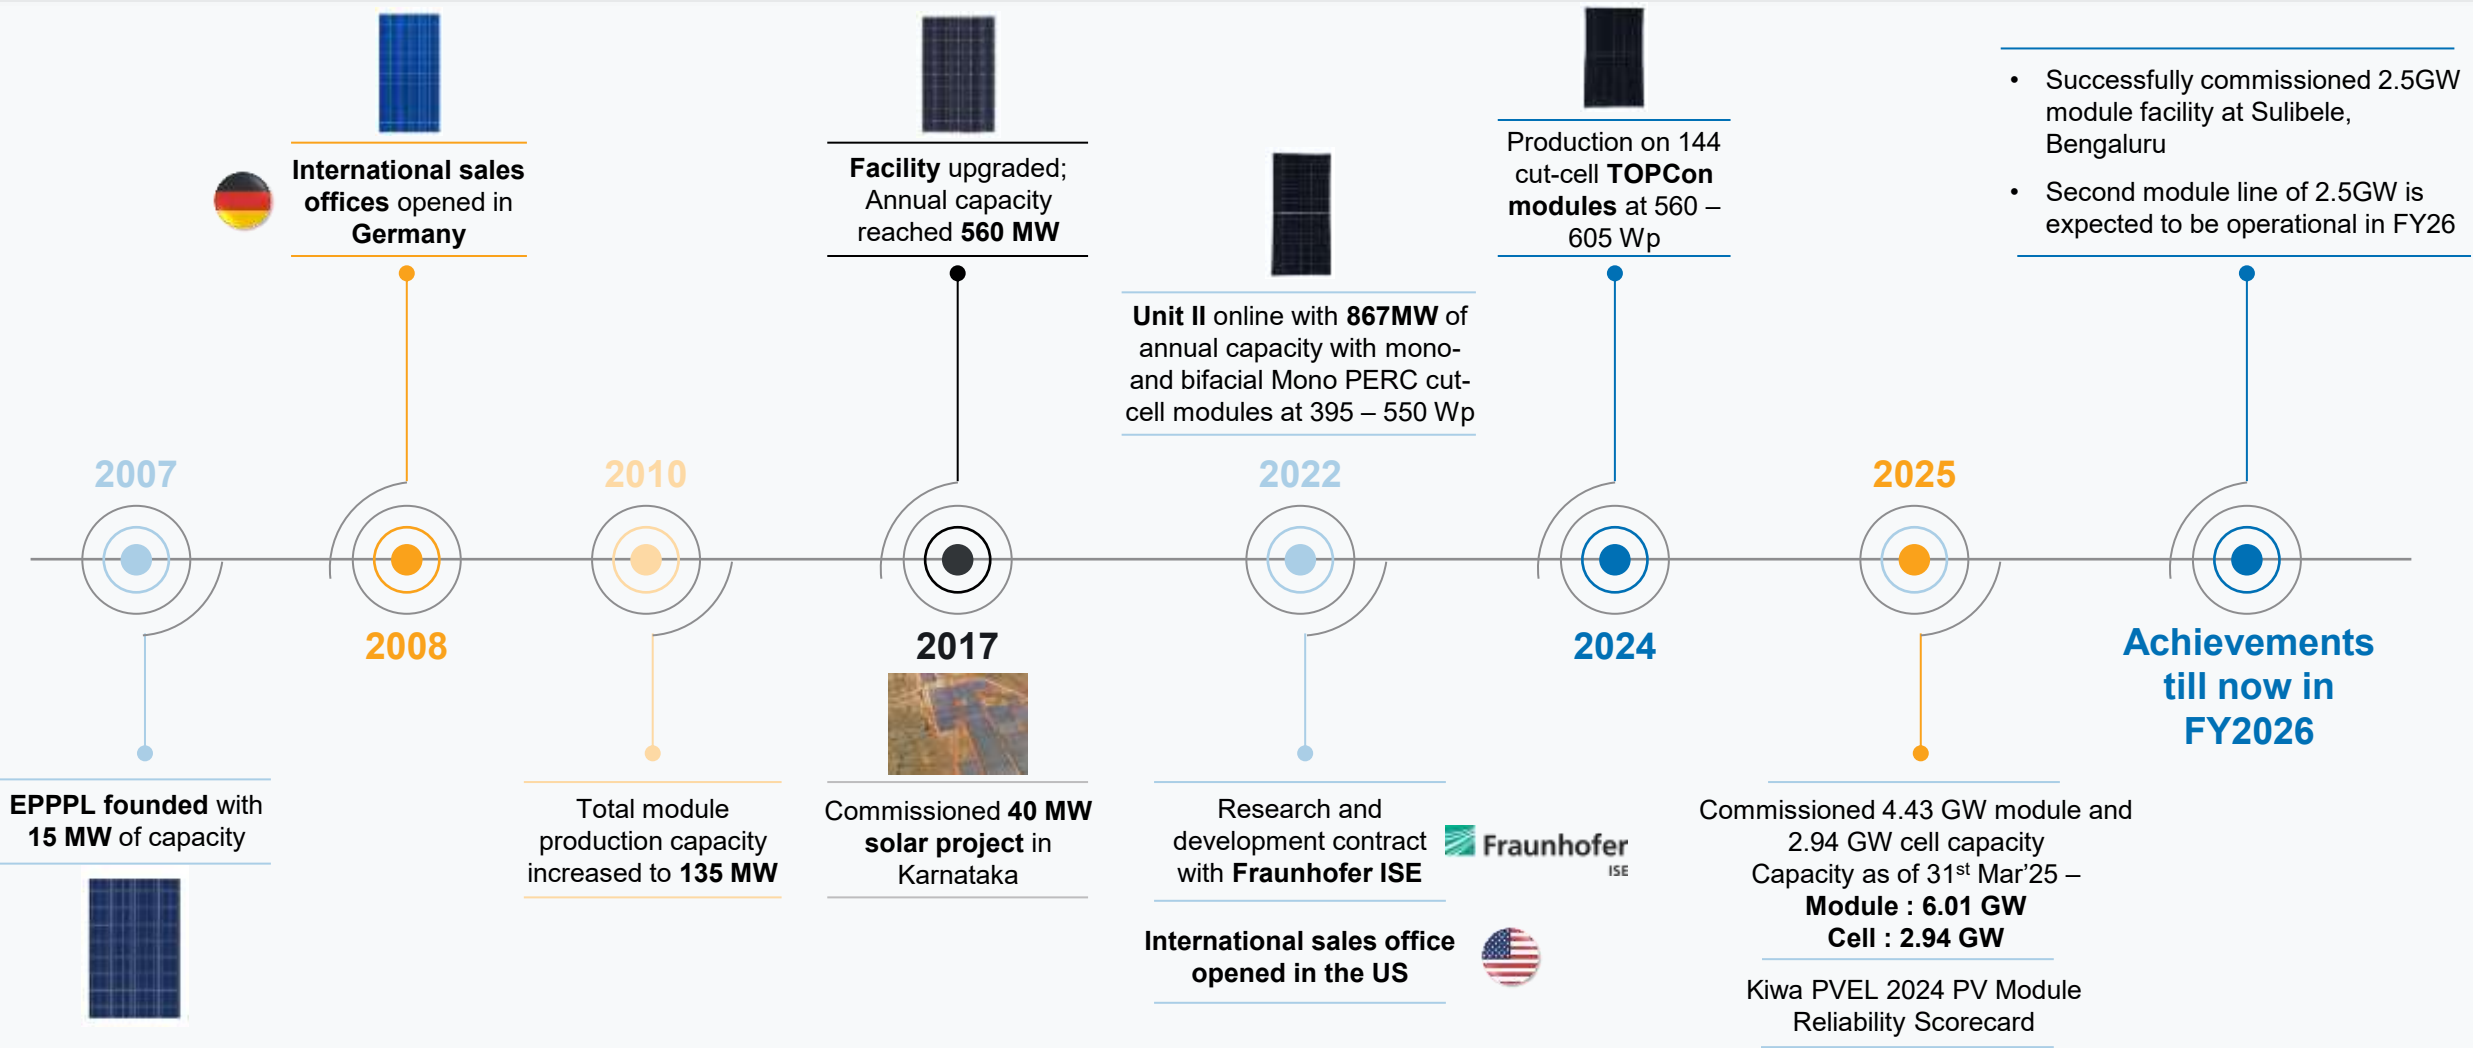 2007
EPPPL founded with
15 MW of capacity
International sales
offices opened in
Germany
2008
2010
Total module
production capacity
increased to 135 MW
Facility upgraded;
Annual capacity
reached 560 MW
2017
Commissioned 40 MW
solar project in
Karnataka
Unit II online with 867MW of
annual capacity with mono-
and bifacial Mono PERC cut-
cell modules at 395 – 550 Wp
2022
Research and
development contract
with Fraunhofer ISE
Fraunhofer
ISE
International sales office
opened in the US
Production on 144
cut-cell TOPCon
modules at 560 –
605 Wp
2024
2025
Commissioned 4.43 GW module and
2.94 GW cell capacity
Capacity as of 31st Mar’25 –
Module : 6.01 GW
Cell : 2.94 GW
Kiwa PVEL 2024 PV Module
Reliability Scorecard
• Successfully commissioned 2.5GW
module facility at Sulibele,
Bengaluru
• Second module line of 2.5GW is
expected to be operational in FY26
Achievements
till now in
FY2026